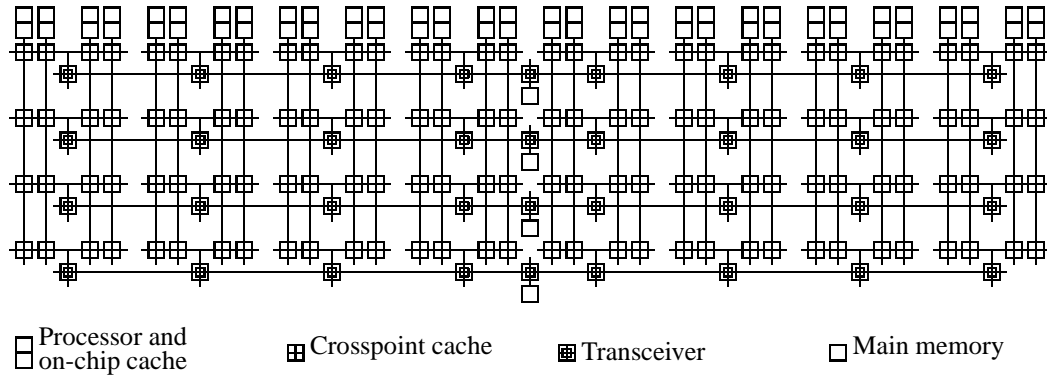 Processor and
on-chip cache
Crosspoint cache
Transceiver
Main memory